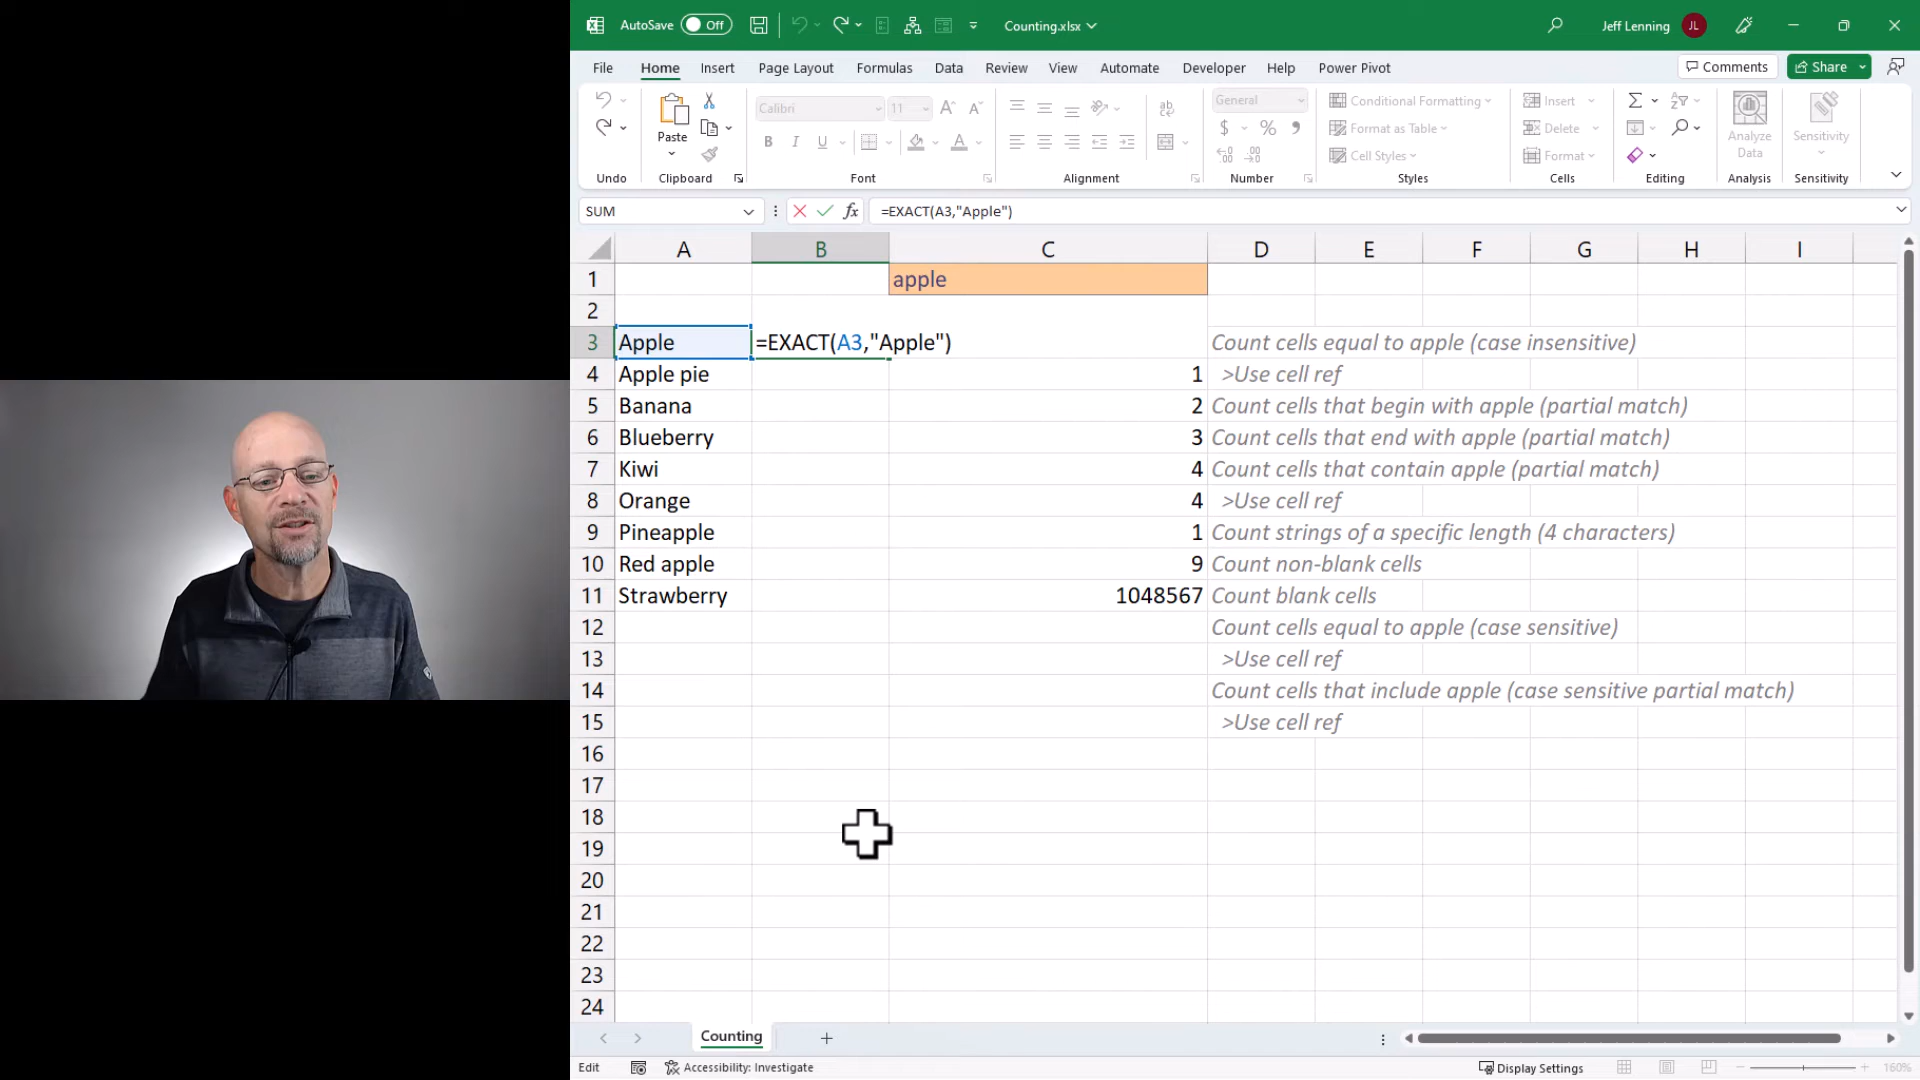 AutoSave Off Counting.xlsx Jeff Lenning JL
File Home Insert Page Layout Formulas Data Review View Automate Developer Help Power Pivot Comments Share
Paste Calibri 11 General Conditional Formatting Insert
B I U $ % Format as Table Delete Analyze Data Sensitivity
Cell Styles Format
Undo Clipboard Font Alignment Number Styles Cells Editing Analysis Sensitivity
SUM fx =EXACT(A3,"Apple")
A B C D E F G H I
1 apple
2
3 Apple =EXACT(A3,"Apple") Count cells equal to apple (case insensitive)
4 Apple pie 1 >Use cell ref
5 Banana 2 Count cells that begin with apple (partial match)
6 Blueberry 3 Count cells that end with apple (partial match)
7 Kiwi 4 Count cells that contain apple (partial match)
8 Orange 4 >Use cell ref
9 Pineapple 1 Count strings of a specific length (4 characters)
10 Red apple 9 Count non-blank cells
11 Strawberry 1048567 Count blank cells
12 Count cells equal to apple (case sensitive)
13 >Use cell ref
14 Count cells that include apple (case sensitive partial match)
15 >Use cell ref
16
17
18
19
20
21
22
23
24
Counting
Edit Accessibility: Investigate Display Settings 160%